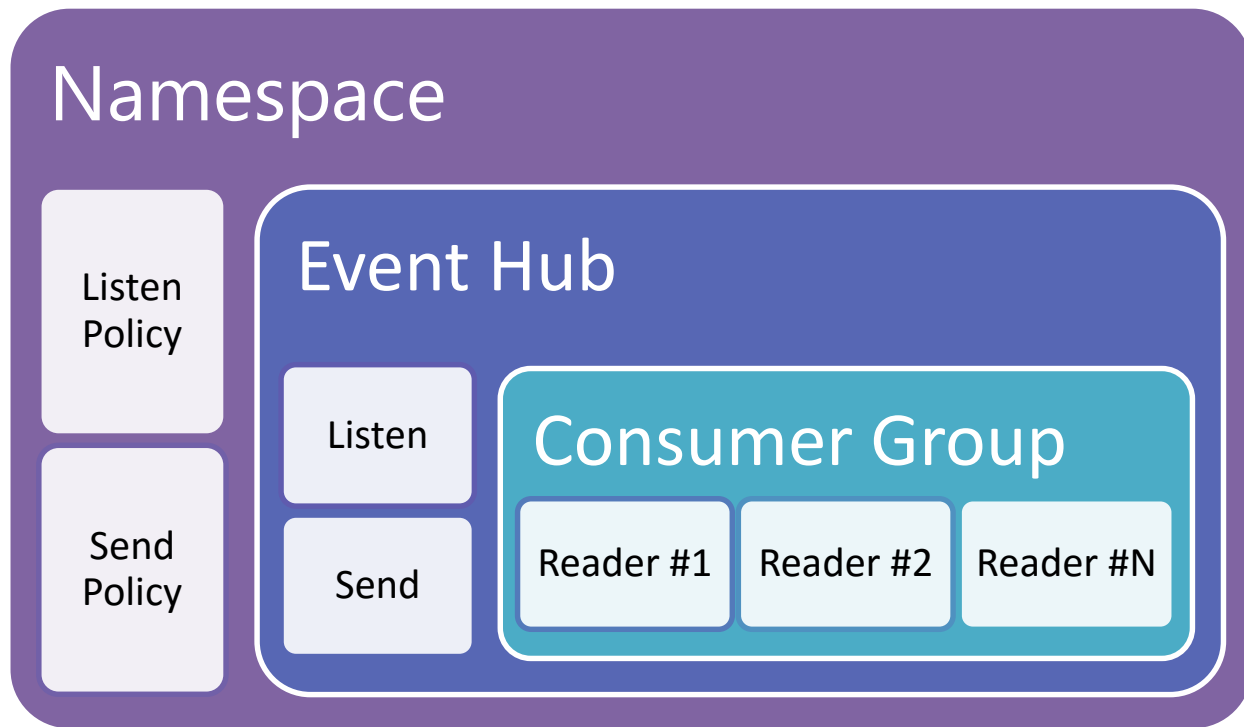 Namespace
Listen
Policy
Send
Policy
Event Hub
Listen
Send
Consumer Group
Reader #1
Reader #2
Reader #N